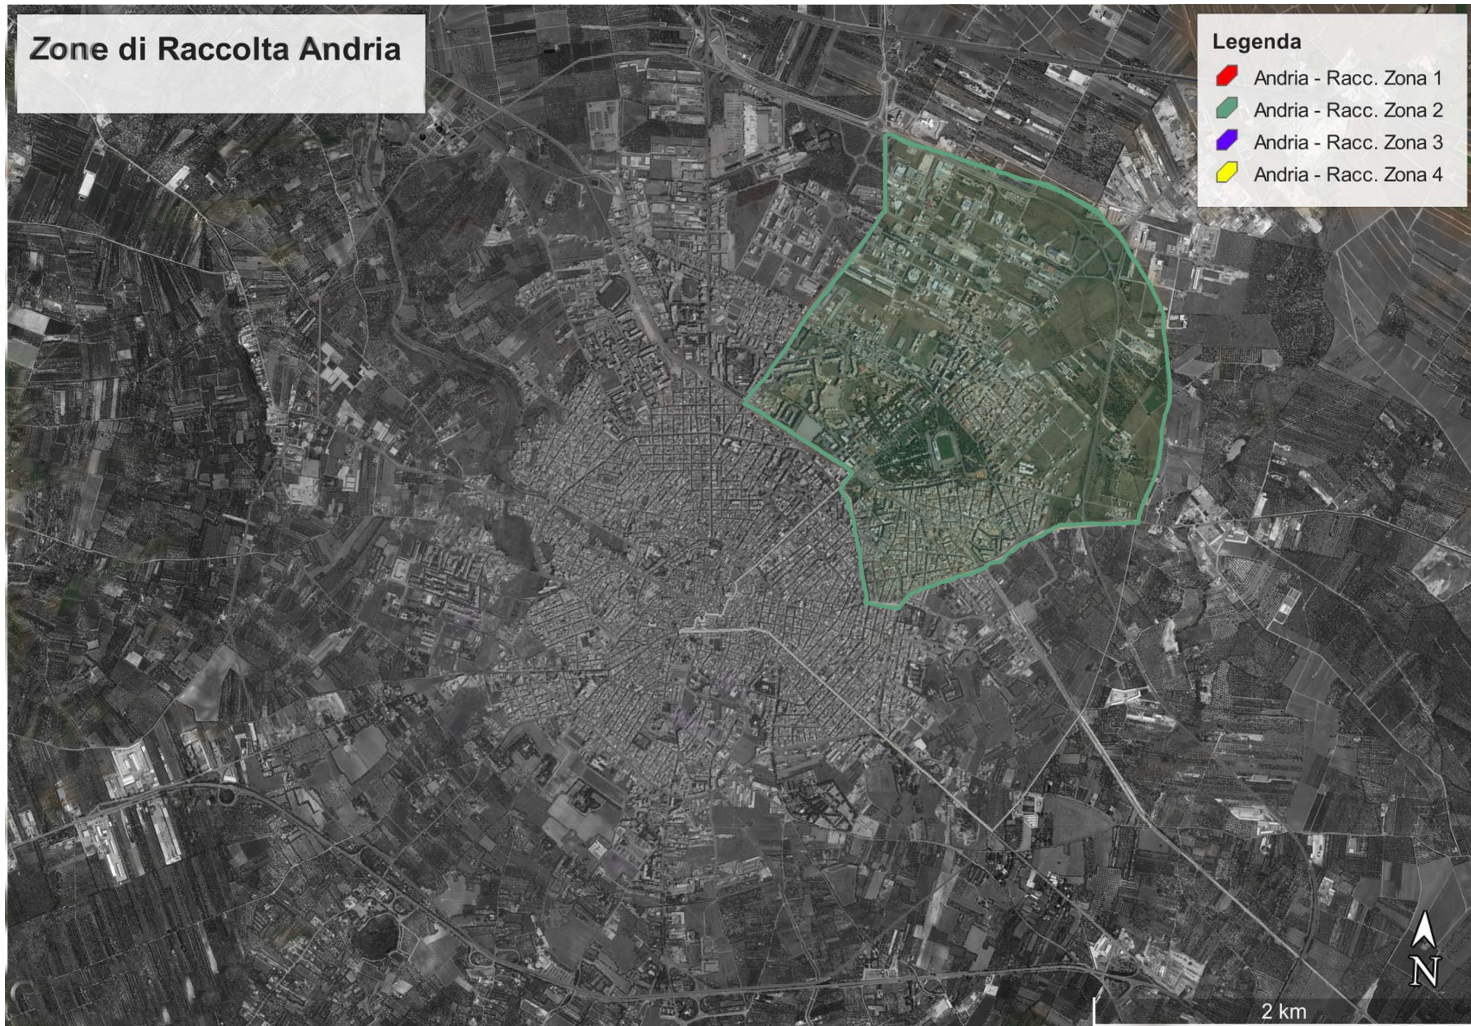 Zone di Raccolta Andria
Legenda
Andria - Racc. Zona 1
Andria - Racc. Zona 2
Andria - Racc. Zona 3
Andria - Racc. Zona 4
N
2 km